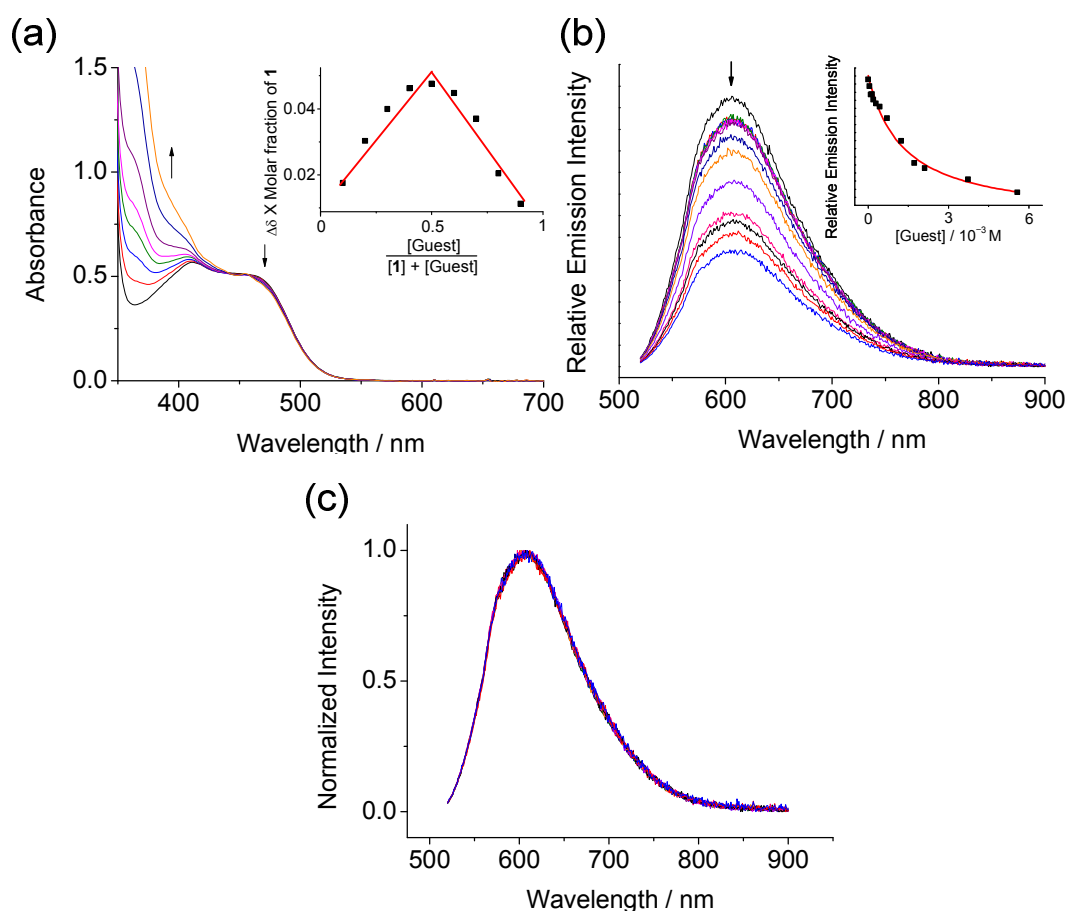 (a)
Absorbance
1.5
1.0
0.5
0.0
400
500
600
700
Wavelength / nm
Δδ X Molar fraction of 1
0.04
0.02
0
0.5
1
[Guest]
[1] + [Guest]
(b)
Relative Emission Intensity
500
600
700
800
900
Wavelength / nm
Relative Emission Intensity
0
3
6
[Guest] / 10⁻³ M
(c)
Normalized Intensity
1.0
0.5
0.0
500
600
700
800
900
Wavelength / nm